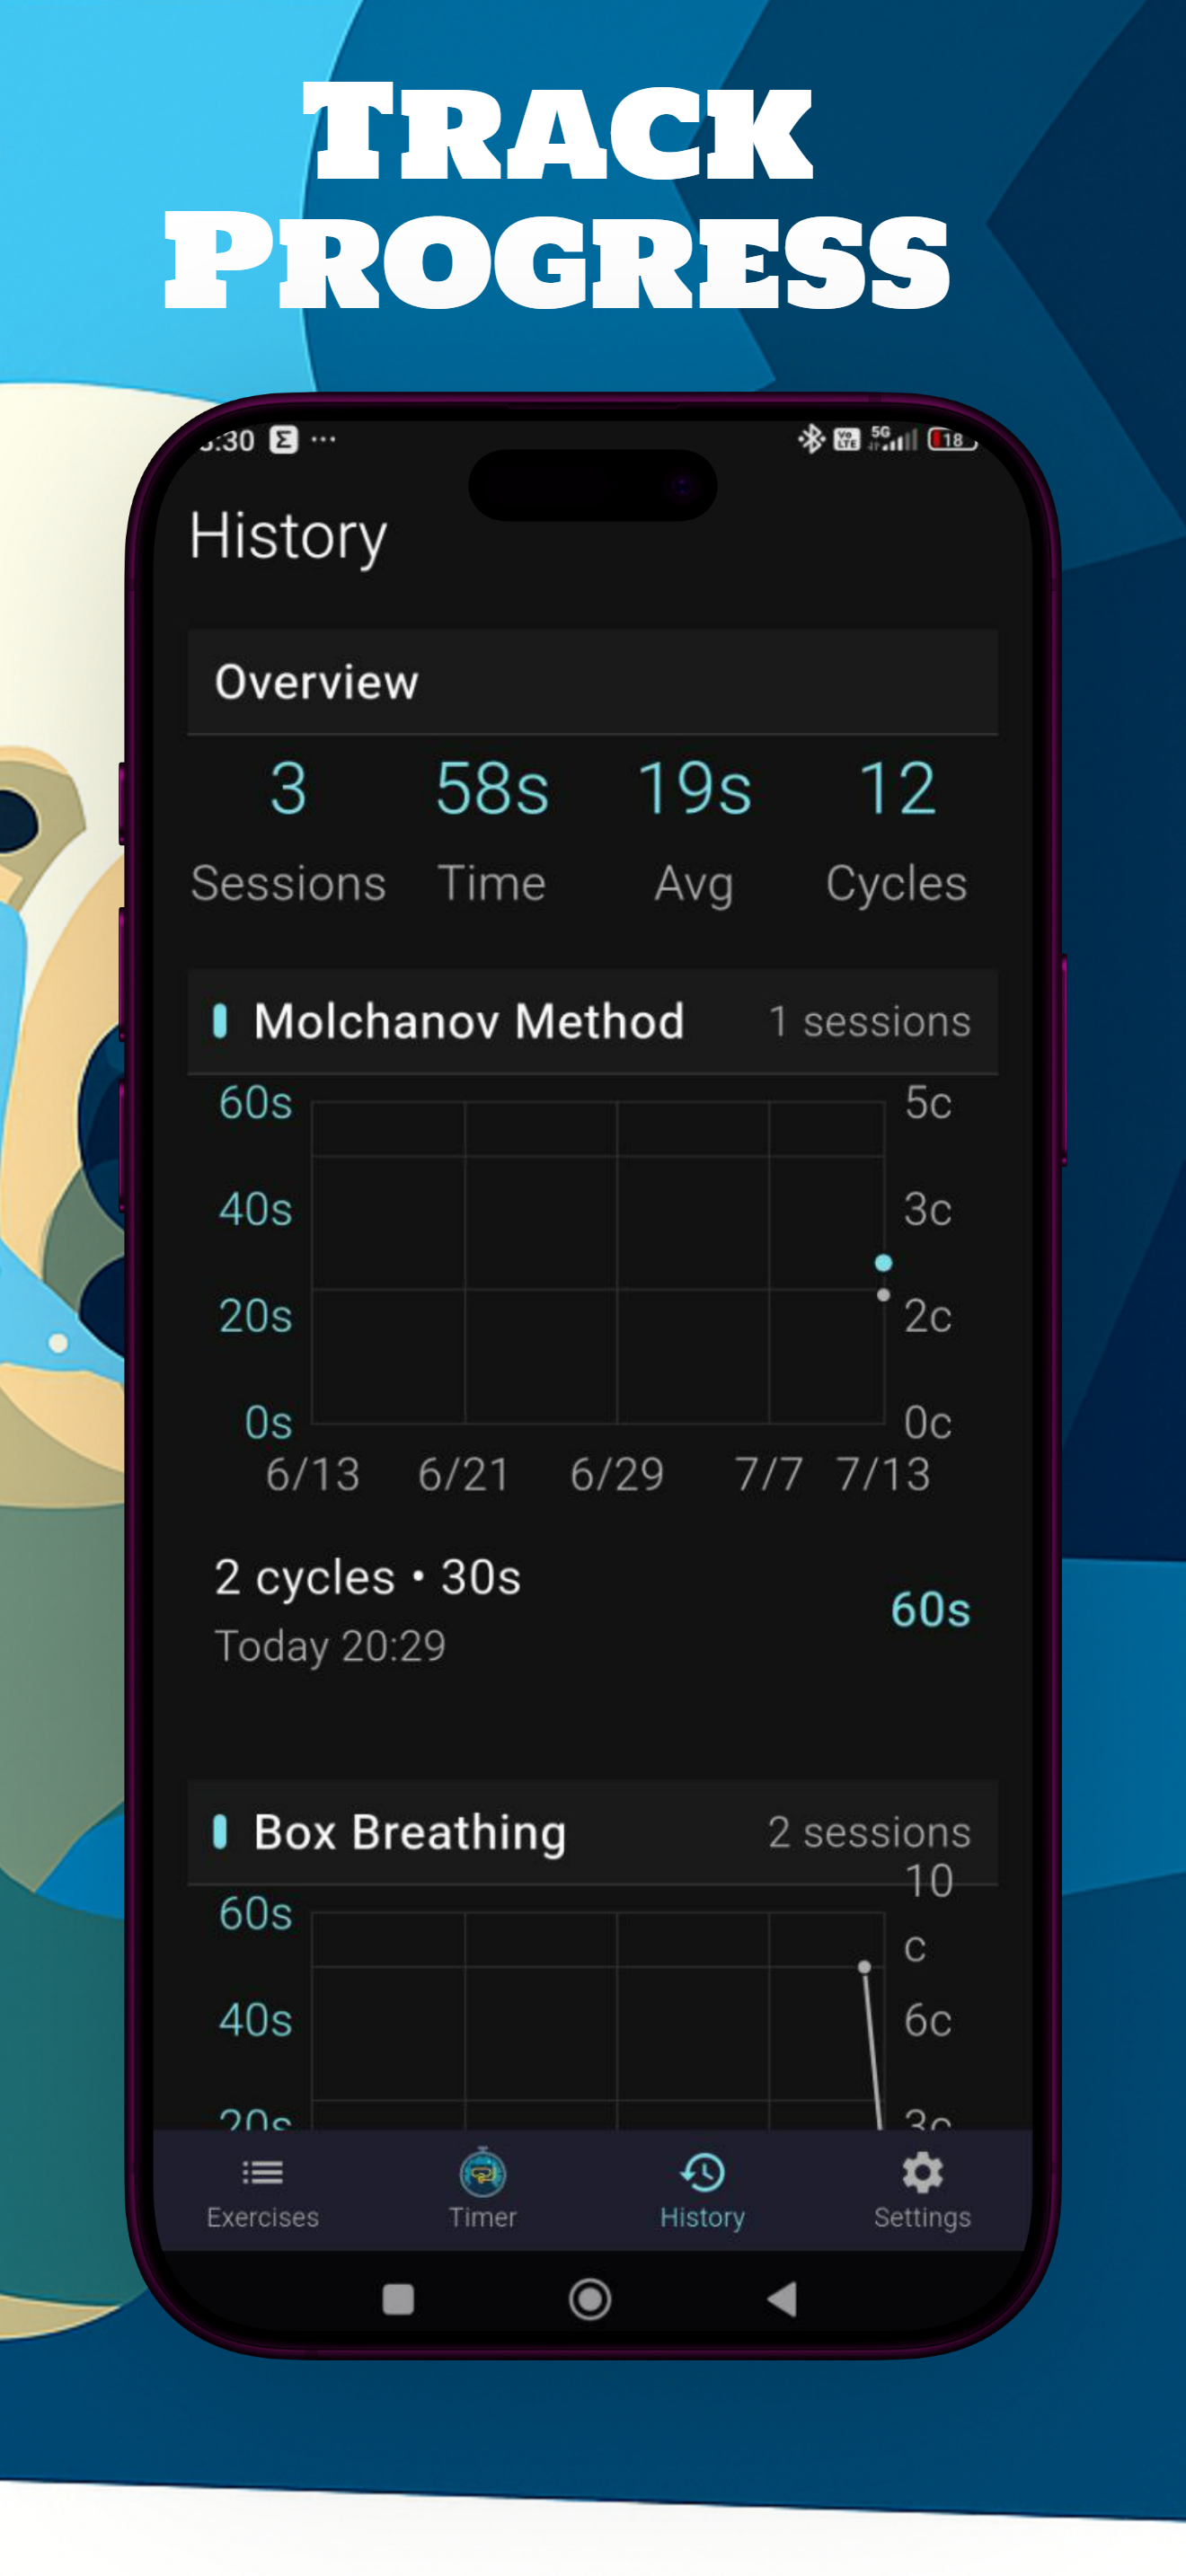 TRACK
PROGRESS
:30 Σ ...
Vo LTE 5G 18
History
Overview
3 58s 19s 12
Sessions Time Avg Cycles
Molchanov Method 1 sessions
60s 5c
40s 3c
20s 2c
0s 0c
6/13 6/21 6/29 7/7 7/13
2 cycles • 30s
60s
Today 20:29
Box Breathing 2 sessions
10
60s
c
40s 6c
20s 3c
Exercises Timer History Settings